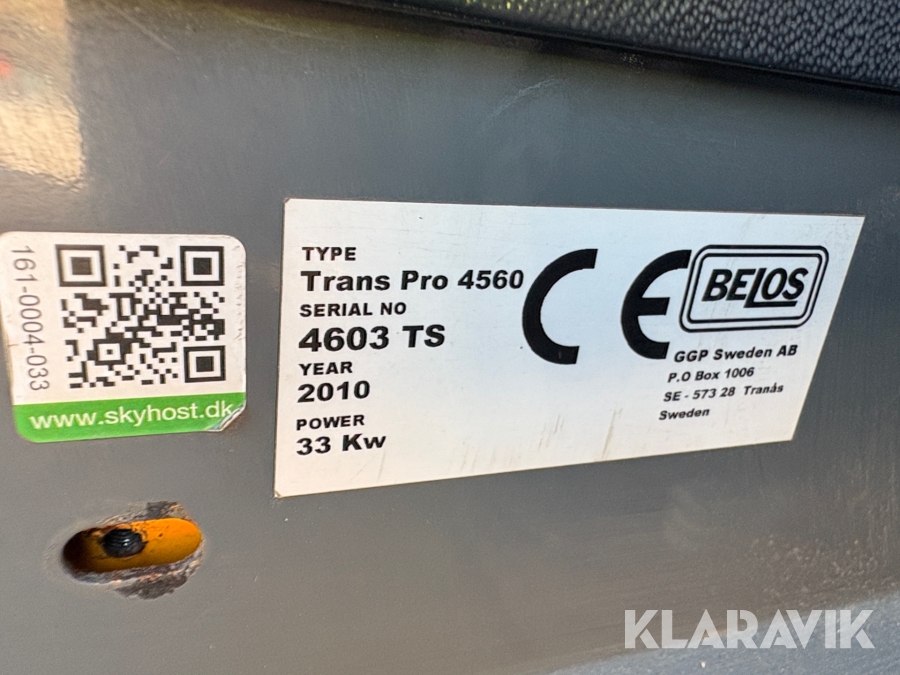 161-0004-033
www.skyhost.dk
TYPE
Trans Pro 4560
SERIAL NO
4603 TS
YEAR
2010
POWER
33 Kw
CE
BELOS
GGP Sweden AB
P.O Box 1006
SE - 573 28 Tranås
Sweden
KLARAVIK